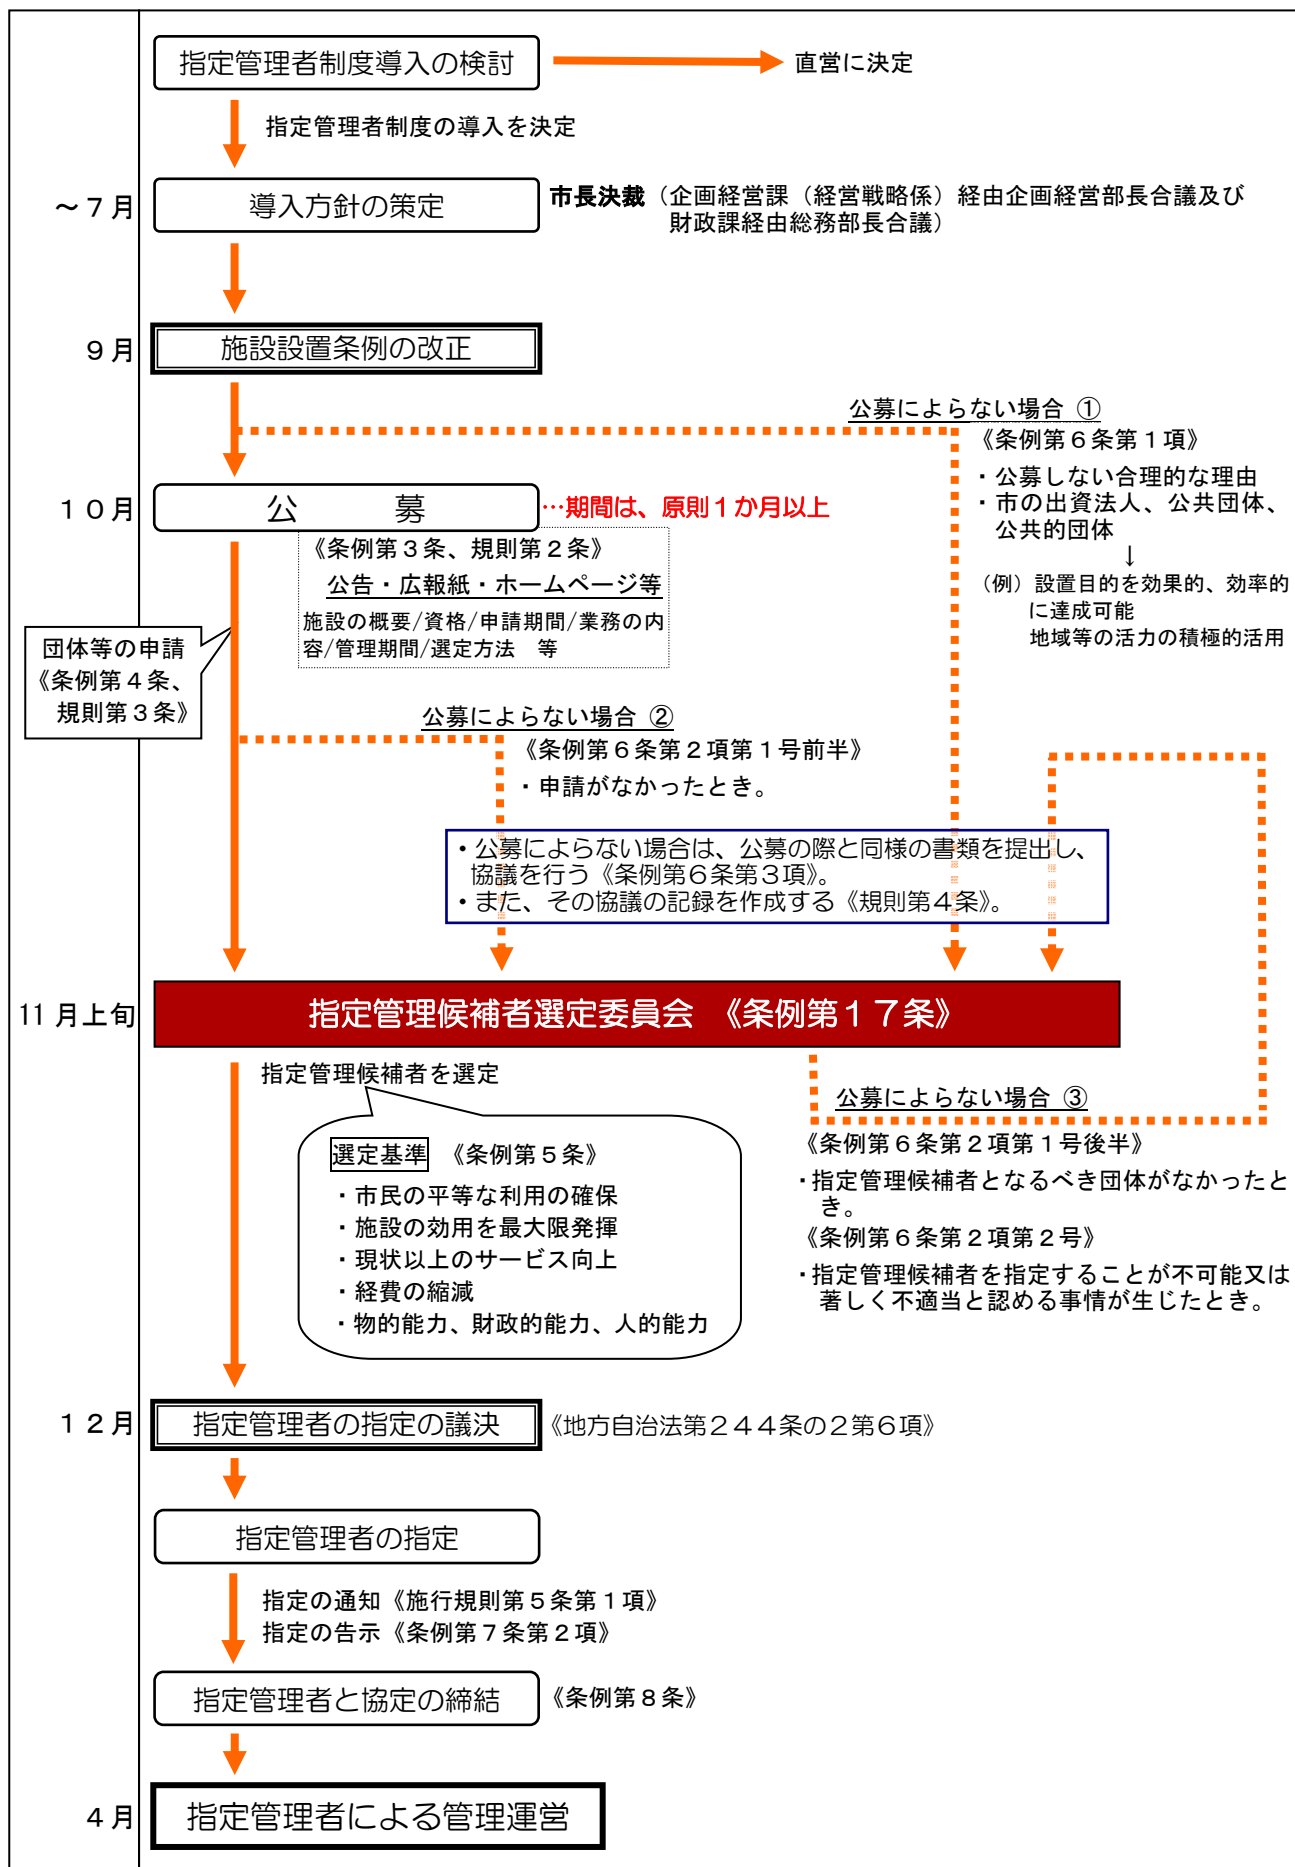 指定管理者制度導入の検討
直営に決定
指定管理者制度の導入を決定
～７月
導入方針の策定
市長決裁（企画経営課（経営戦略係）経由企画経営部長合議及び
財政課経由総務部長合議）
９月
施設設置条例の改正
公募によらない場合 ①
《条例第６条第１項》
・公募しない合理的な理由
・市の出資法人、公共団体、
公共的団体
↓
（例）設置目的を効果的、効率的
に達成可能
地域等の活力の積極的活用
１０月
公　　募
…期間は、原則１か月以上
《条例第３条、規則第２条》
公告・広報紙・ホームページ等
施設の概要/資格/申請期間/業務の内
容/管理期間/選定方法　等
団体等の申請
《条例第４条、
規則第３条》
公募によらない場合 ②
《条例第６条第２項第１号前半》
・申請がなかったとき。
・公募によらない場合は、公募の際と同様の書類を提出し、
協議を行う《条例第６条第３項》。
・また、その協議の記録を作成する《規則第４条》。
11月上旬
指定管理候補者選定委員会　《条例第１７条》
指定管理候補者を選定
選定基準　《条例第５条》
・市民の平等な利用の確保
・施設の効用を最大限発揮
・現状以上のサービス向上
・経費の縮減
・物的能力、財政的能力、人的能力
公募によらない場合 ③
《条例第６条第２項第１号後半》
・指定管理候補者となるべき団体がなかったと
き。
《条例第６条第２項第２号》
・指定管理候補者を指定することが不可能又は
著しく不適当と認める事情が生じたとき。
１２月
指定管理者の指定の議決
《地方自治法第２４４条の２第６項》
指定管理者の指定
指定の通知《施行規則第５条第１項》
指定の告示《条例第７条第２項》
指定管理者と協定の締結
《条例第８条》
４月
指定管理者による管理運営